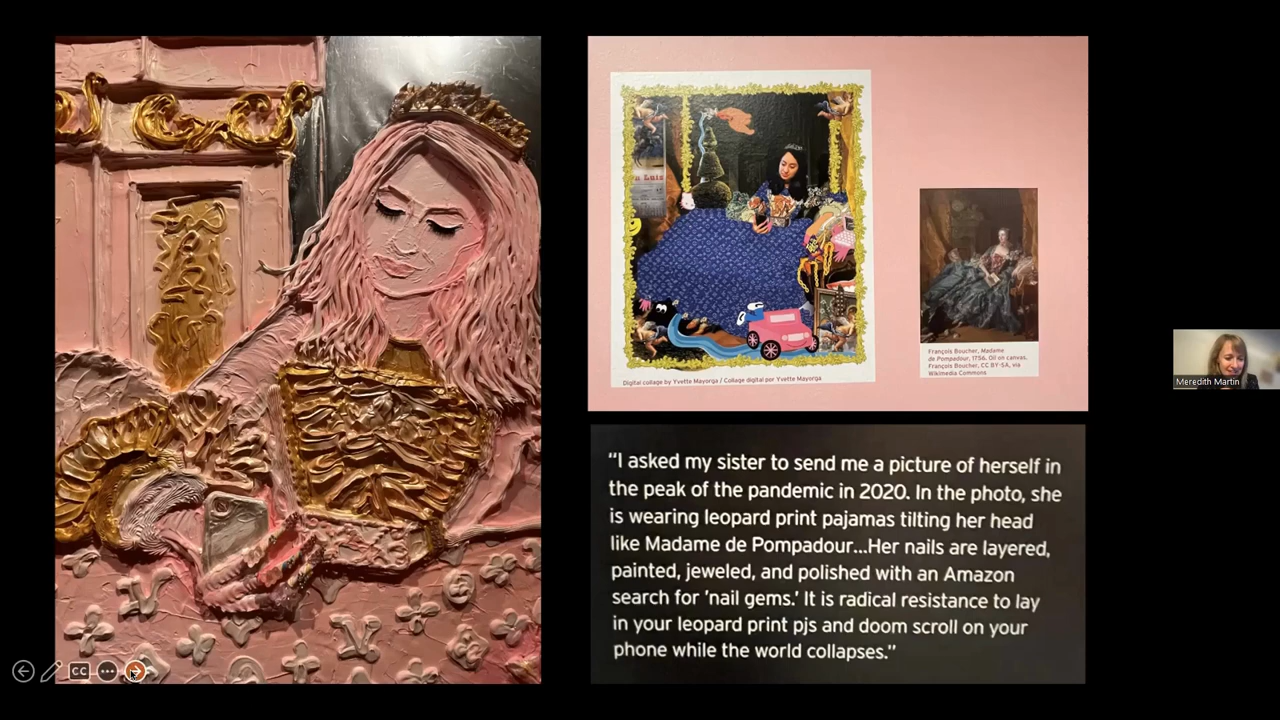 a Luis
Digital collage by Yvette Mayorga / Collage digital por Yvette Mayorga
François Boucher, Madame
de Pompadour, 1756. Oil on canvas.
François Boucher, CC BY-SA, via
Wikimedia Commons
“I asked my sister to send me a picture of herself in
the peak of the pandemic in 2020. In the photo, she
is wearing leopard print pajamas tilting her head
like Madame de Pompadour...Her nails are layered,
painted, jeweled, and polished with an Amazon
search for ‘nail gems.’ It is radical resistance to lay
in your leopard print pjs and doom scroll on your
phone while the world collapses.”
Meredith Martin
CC